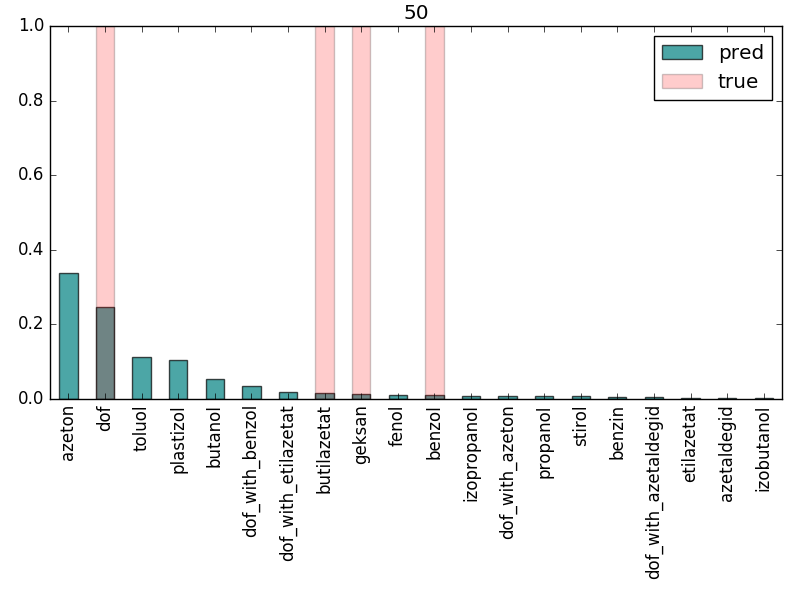 50
1.0
0.8
0.6
0.4
0.2
0.0
pred
true
azeton
dof
toluol
plastizol
butanol
dof_with_benzol
dof_with_etilazetat
butilazetat
geksan
fenol
benzol
izopropanol
dof_with_azeton
propanol
stirol
benzin
dof_with_azetaldegid
etilazetat
azetaldegid
izobutanol